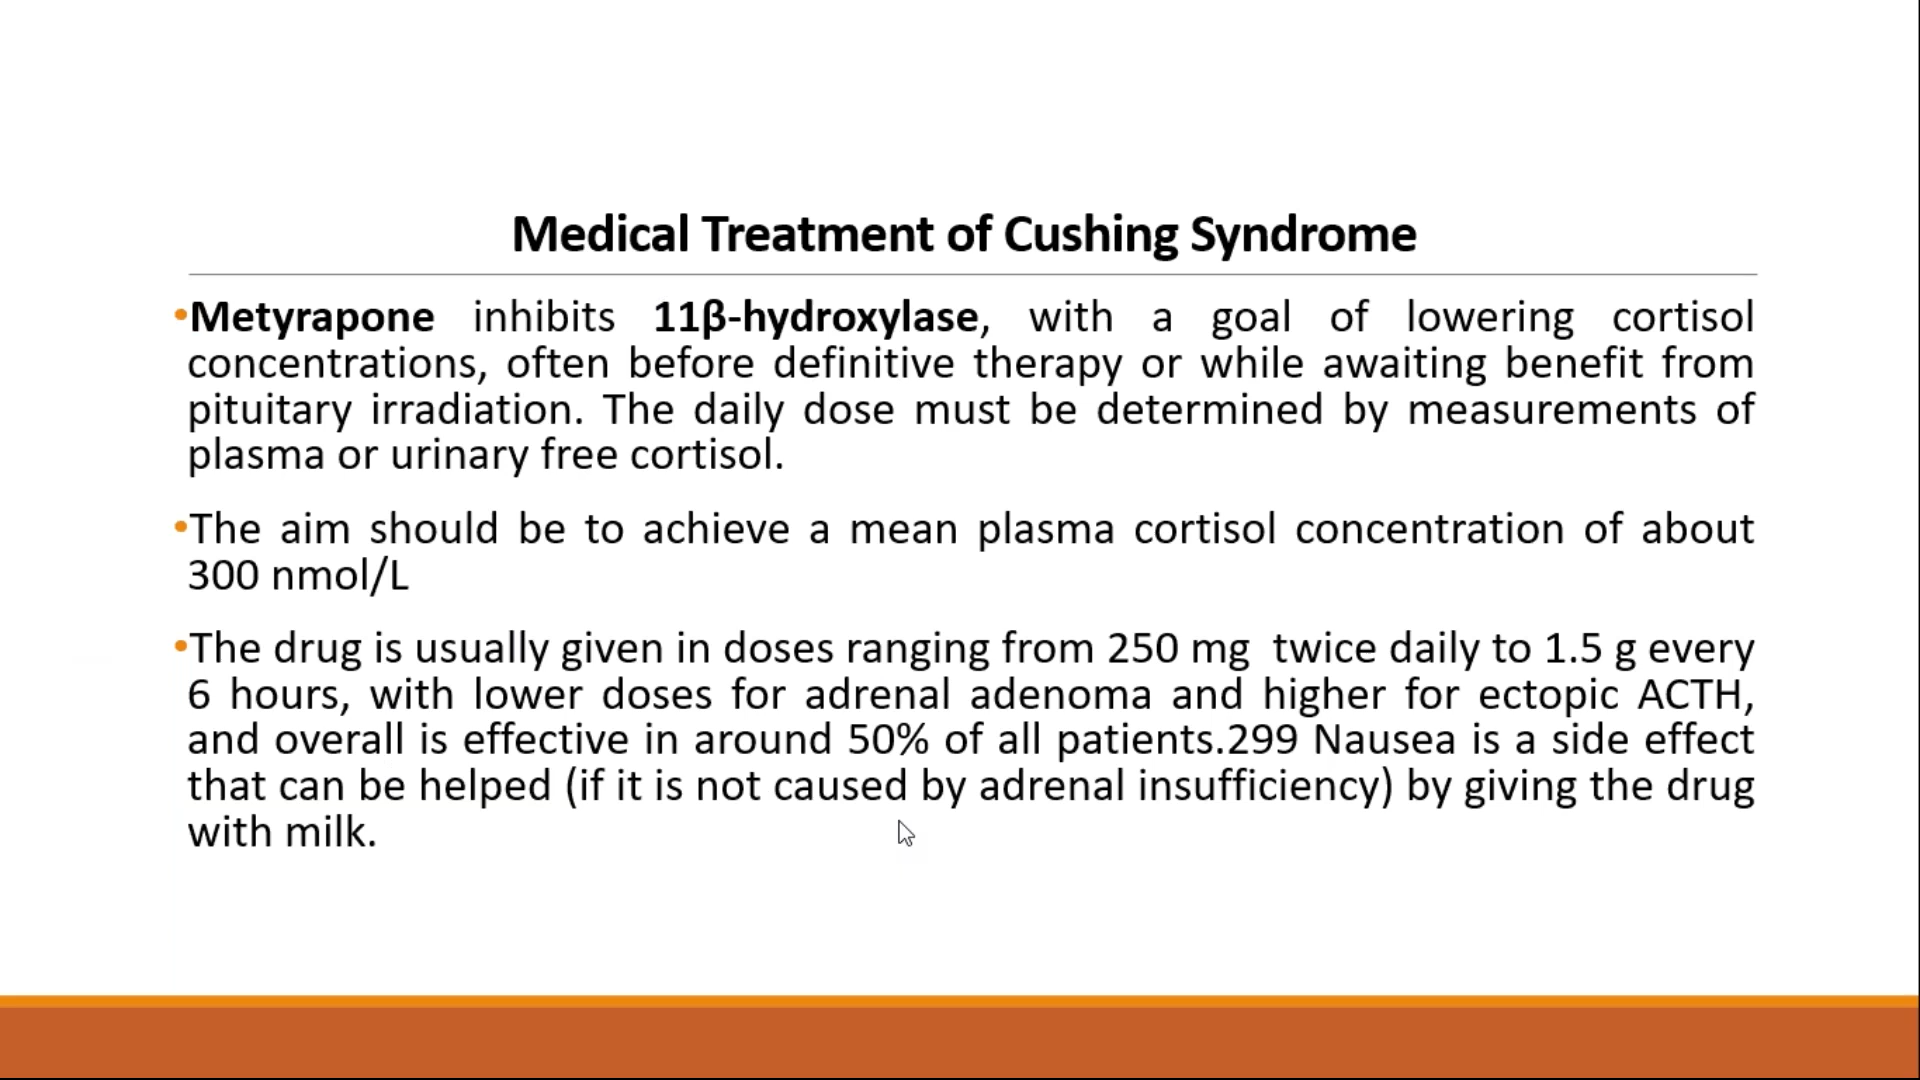 Medical Treatment of Cushing Syndrome
•Metyrapone inhibits 11β-hydroxylase, with a goal of lowering cortisol
concentrations, often before definitive therapy or while awaiting benefit from
pituitary irradiation. The daily dose must be determined by measurements of
plasma or urinary free cortisol.
•The aim should be to achieve a mean plasma cortisol concentration of about
300 nmol/L
•The drug is usually given in doses ranging from 250 mg  twice daily to 1.5 g every
6 hours, with lower doses for adrenal adenoma and higher for ectopic ACTH,
and overall is effective in around 50% of all patients.299 Nausea is a side effect
that can be helped (if it is not caused by adrenal insufficiency) by giving the drug
with milk.